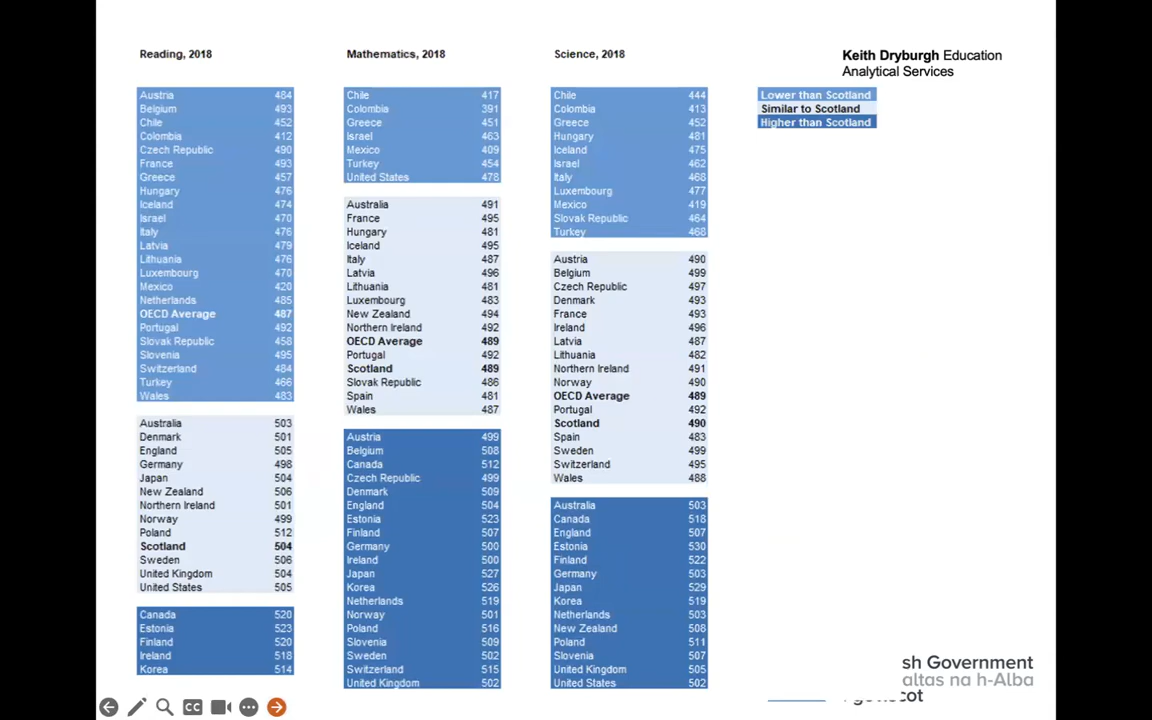 Reading, 2018
Austria 484
Belgium 493
Chile 452
Colombia 412
Czech Republic 490
France 493
Greece 457
Hungary 476
Iceland 474
Israel 470
Italy 476
Latvia 479
Lithuania 476
Luxembourg 470
Mexico 420
Netherlands 485
OECD Average 487
Portugal 492
Slovak Republic 458
Slovenia 495
Switzerland 484
Turkey 466
Wales 483
Australia 503
Denmark 501
England 505
Germany 498
Japan 504
New Zealand 506
Northern Ireland 501
Norway 499
Poland 512
Scotland 504
Sweden 506
United Kingdom 504
United States 505
Canada 520
Estonia 523
Finland 520
Ireland 518
Korea 514
Mathematics, 2018
Chile 417
Colombia 391
Greece 451
Israel 463
Mexico 409
Turkey 454
United States 478
Australia 491
France 495
Hungary 481
Iceland 495
Italy 487
Latvia 496
Lithuania 481
Luxembourg 483
New Zealand 494
Northern Ireland 492
OECD Average 489
Portugal 492
Scotland 489
Slovak Republic 486
Spain 481
Wales 487
Austria 499
Belgium 508
Canada 512
Czech Republic 499
Denmark 509
England 504
Estonia 523
Finland 507
Germany 500
Ireland 500
Japan 527
Korea 526
Netherlands 519
Norway 501
Poland 516
Slovenia 509
Sweden 502
Switzerland 515
United Kingdom 502
Science, 2018
Chile 444
Colombia 413
Greece 452
Hungary 481
Iceland 475
Israel 462
Italy 468
Luxembourg 477
Mexico 419
Slovak Republic 464
Turkey 468
Austria 490
Belgium 499
Czech Republic 497
Denmark 493
France 493
Ireland 496
Latvia 487
Lithuania 482
Northern Ireland 491
Norway 490
OECD Average 489
Portugal 492
Scotland 490
Spain 483
Sweden 499
Switzerland 495
Wales 488
Australia 503
Canada 518
England 507
Estonia 530
Finland 522
Germany 503
Japan 529
Korea 519
Netherlands 503
New Zealand 508
Poland 511
Slovenia 507
United Kingdom 505
United States 502
Keith Dryburgh Education
Analytical Services
Lower than Scotland
Similar to Scotland
Higher than Scotland
sh Government
altas na h-Alba
CC